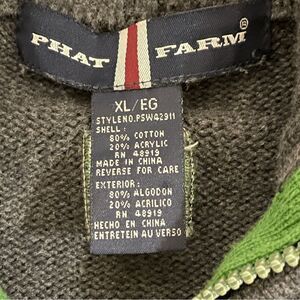 PHAT FARM®
XL/EG
STYLE NO. PSW42911
SHELL:
80% COTTON
20% ACRYLIC
RN 48919
MADE IN CHINA
REVERSE FOR CARE
EXTERIOR:
80% ALGODON
20% ACRILICO
RN 48919
HECHO EN CHINA
ENTRETEIN AU VERSO